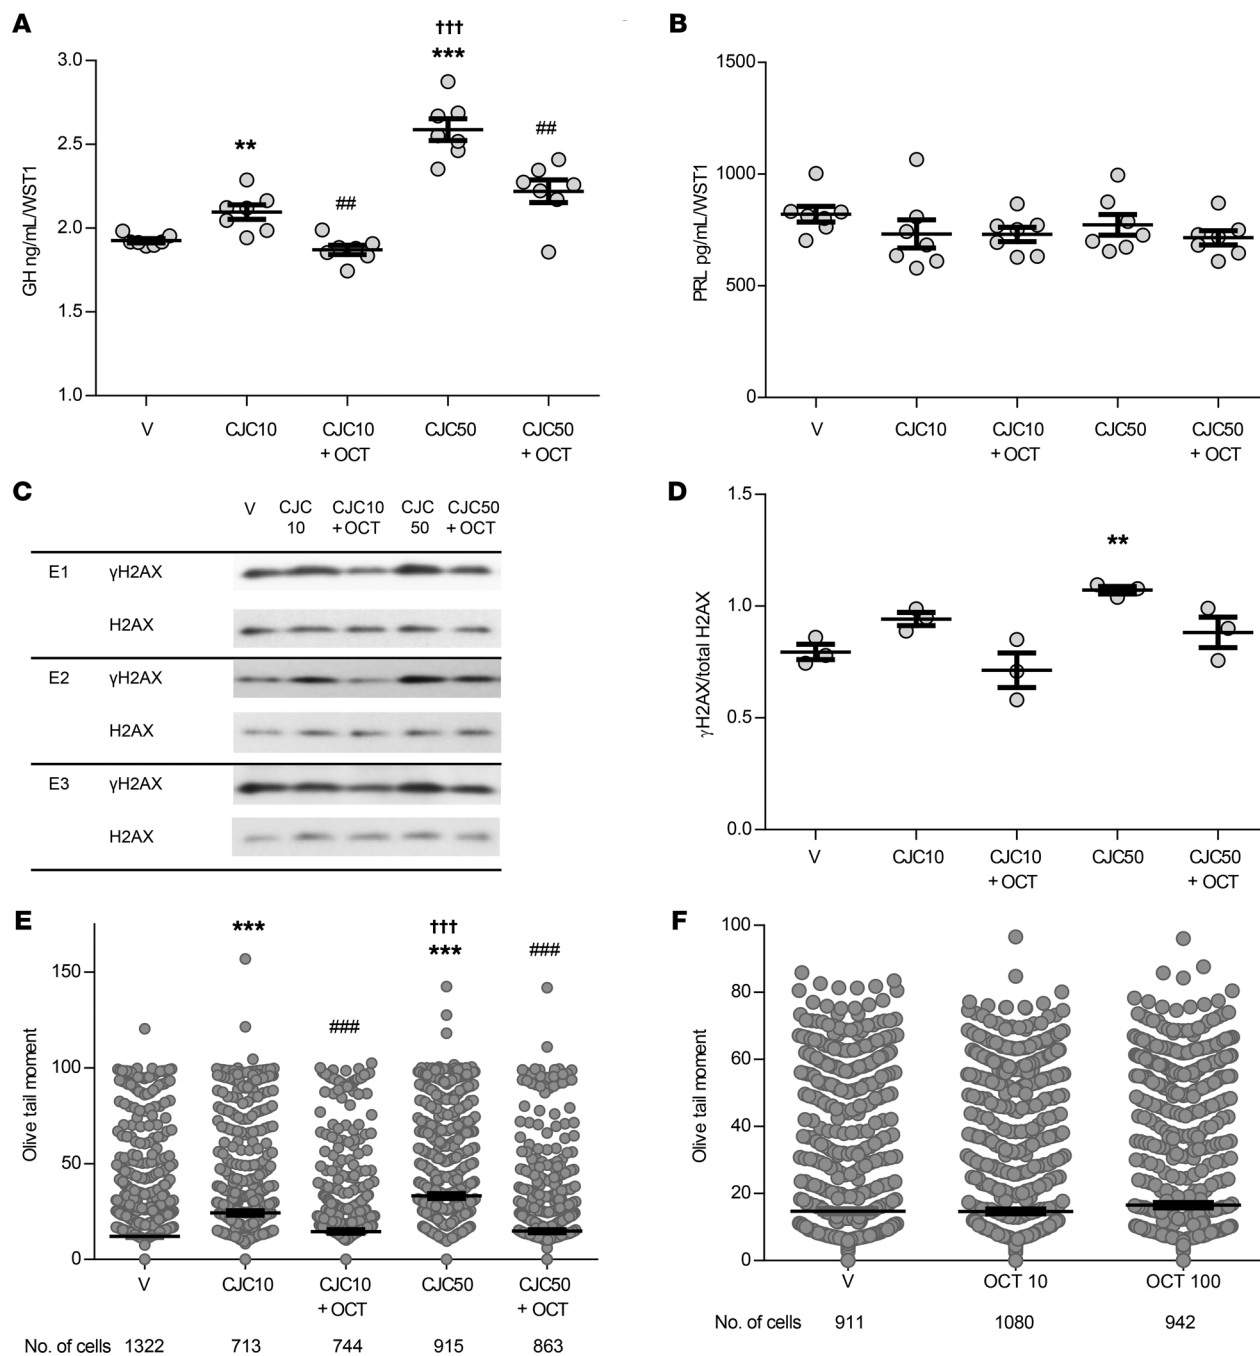 A
GH ng/mL/WST1
3.0
2.5
2.0
1.5
1.0
**
##
†††
***
##
V
CJC10
CJC10
+ OCT
CJC50
CJC50
+ OCT
B
PRL pg/mL/WST1
1500
1000
500
0
V
CJC10
CJC10
+ OCT
CJC50
CJC50
+ OCT
C
V
CJC
10
CJC10
+ OCT
CJC
50
CJC50
+ OCT
E1 γH2AX
H2AX
E2 γH2AX
H2AX
E3 γH2AX
H2AX
D
γH2AX/total H2AX
1.5
1.0
0.5
0.0
**
V
CJC10
CJC10
+ OCT
CJC50
CJC50
+ OCT
E
Olive tail moment
150
100
50
0
***
###
†††
***
###
V
CJC10
CJC10
+ OCT
CJC50
CJC50
+ OCT
No. of cells 1322 713 744 915 863
F
Olive tail moment
100
80
60
40
20
0
V
OCT 10
OCT 100
No. of cells 911 1080 942